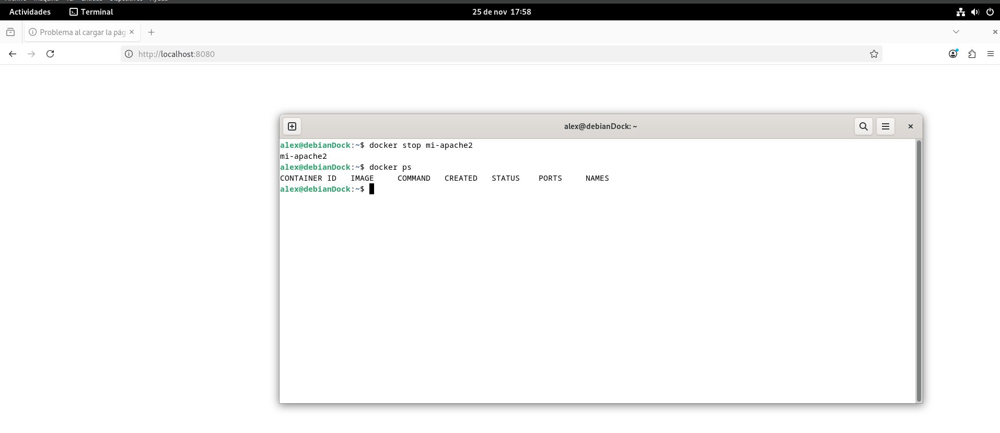 Actividades Terminal 25 de nov 17:58
Problema al cargar la pág
http://localhost:8080
alex@debianDock: ~
alex@debianDock:~$ docker stop mi-apache2
mi-apache2
alex@debianDock:~$ docker ps
CONTAINER ID IMAGE COMMAND CREATED STATUS PORTS NAMES
alex@debianDock:~$